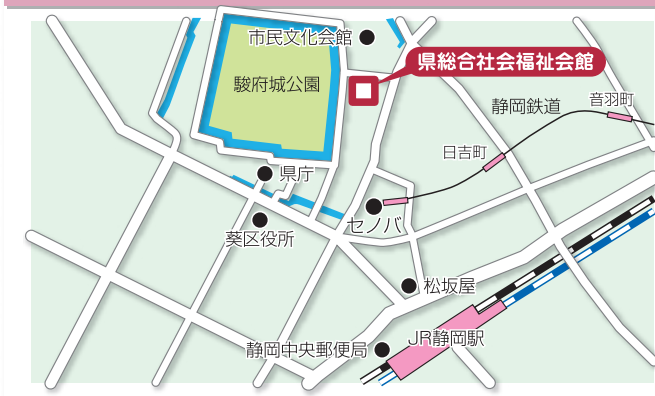 市民文化会館
県総合社会福祉会館
駿府城公園
静岡鉄道
音羽町
日吉町
県庁
セノバ
葵区役所
松坂屋
静岡中央郵便局
JR静岡駅